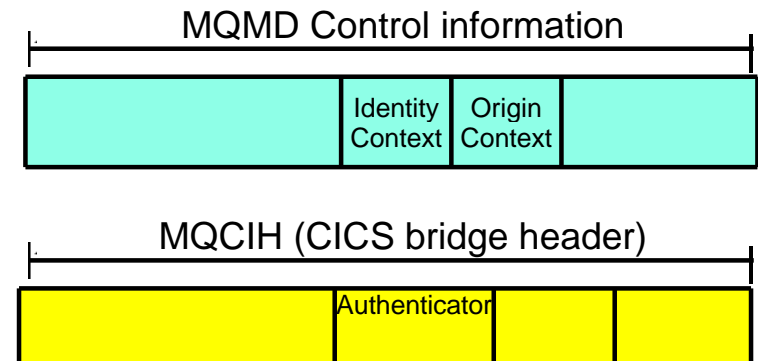 MQMD Control information
Identity Context
Origin Context
MQCIH (CICS bridge header)
Authenticator